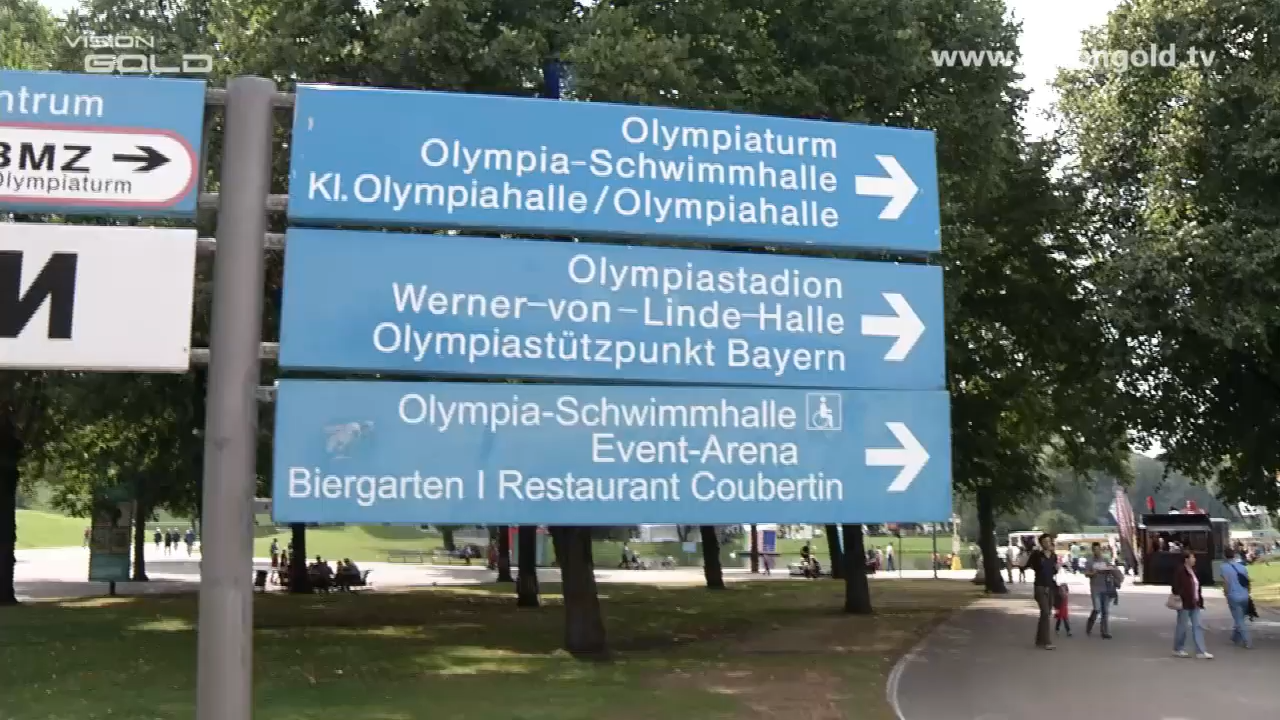 VISION
GOLD
www.
ongold.tv
ntrum
BMZ
Olympiaturm
M
Olympiaturm
Olympia-Schwimmhalle
Kl. Olympiahalle / Olympiahalle
Olympiastadion
Werner-von-Linde-Halle
Olympiastützpunkt Bayern
Olympia-Schwimmhalle
Event-Arena
Biergarten | Restaurant Coubertin